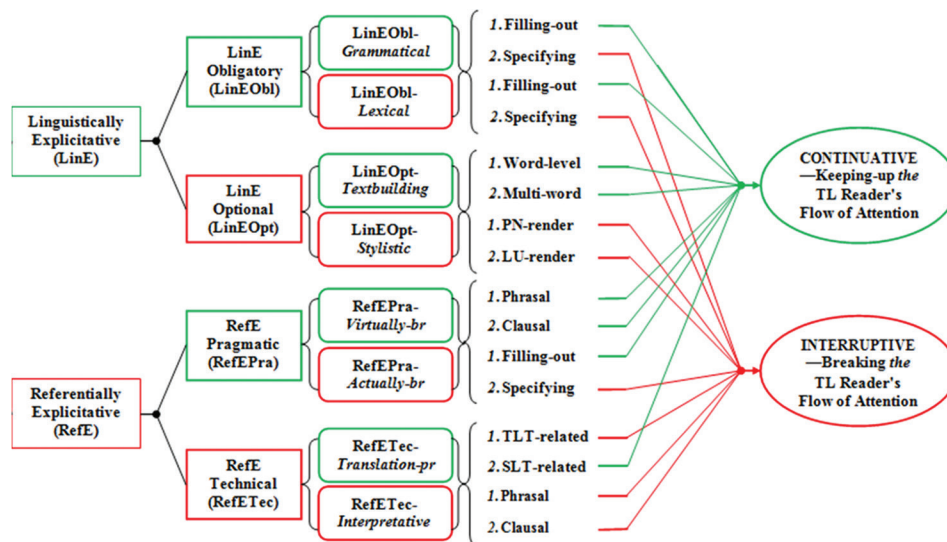 Linguistically
Explicitative
(LinE)
Referentially
Explicitative
(RefE)
LinE
Obligatory
(LinEObl)
LinE
Optional
(LinEOpt)
RefE
Pragmatic
(RefEPra)
RefE
Technical
(RefETec)
LinEObl-
Grammatical
LinEObl-
Lexical
LinEOpt-
Textbuilding
LinEOpt-
Stylistic
RefEPra-
Virtually-br
RefEPra-
Actually-br
RefETec-
Translation-pr
RefETec-
Interpretative
1.Filling-out
2.Specifying
1.Filling-out
2.Specifying
1.Word-level
2.Multi-word
1.PN-render
2.LU-render
1.Phrasal
2.Clausal
1.Filling-out
2.Specifying
1.TLT-related
2.SLT-related
1.Phrasal
2.Clausal
CONTINUATIVE
—Keeping-up the
TL Reader's
Flow of Attention
INTERRUPTIVE
—Breaking the
TL Reader's
Flow of Attention